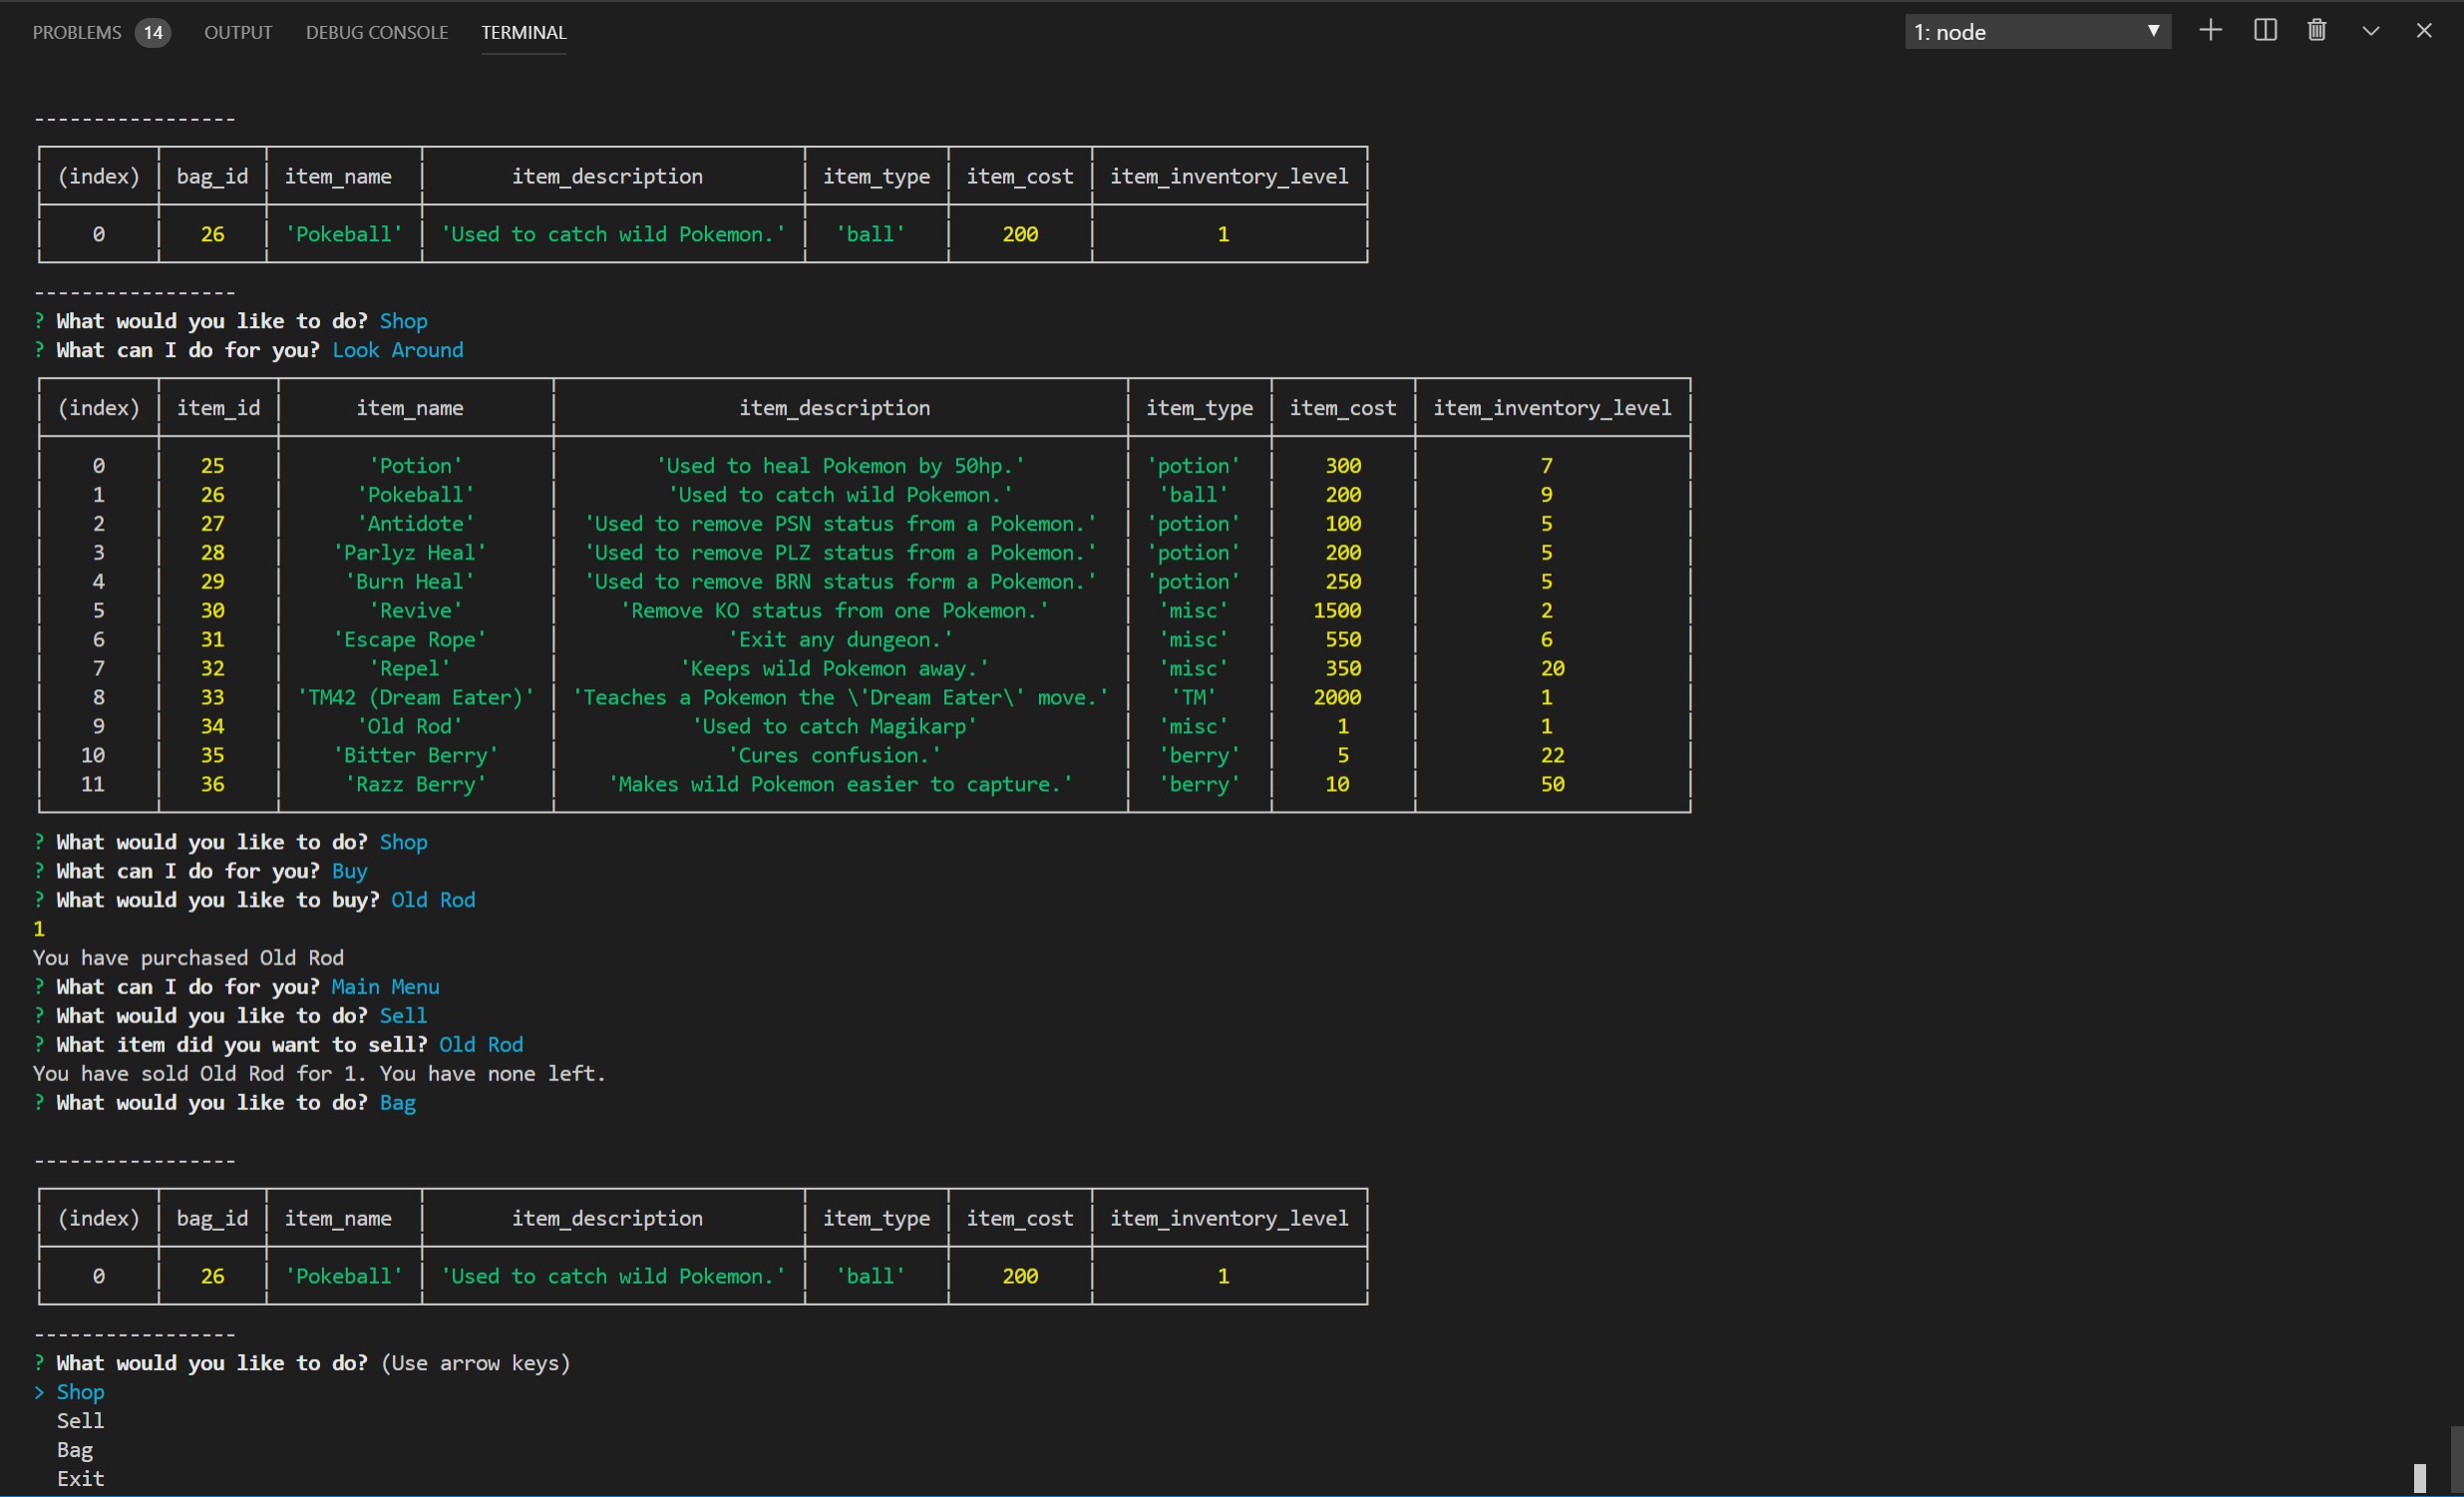 PROBLEMS 14 OUTPUT DEBUG CONSOLE TERMINAL 1: node
-----------------
(index) bag_id item_name item_description item_type item_cost item_inventory_level
0 26 'Pokeball' 'Used to catch wild Pokemon.' 'ball' 200 1
-----------------
? What would you like to do? Shop
? What can I do for you? Look Around
(index) item_id item_name item_description item_type item_cost item_inventory_level
0 25 'Potion' 'Used to heal Pokemon by 50hp.' 'potion' 300 7
1 26 'Pokeball' 'Used to catch wild Pokemon.' 'ball' 200 9
2 27 'Antidote' 'Used to remove PSN status from a Pokemon.' 'potion' 100 5
3 28 'Parlyz Heal' 'Used to remove PLZ status from a Pokemon.' 'potion' 200 5
4 29 'Burn Heal' 'Used to remove BRN status form a Pokemon.' 'potion' 250 5
5 30 'Revive' 'Remove KO status from one Pokemon.' 'misc' 1500 2
6 31 'Escape Rope' 'Exit any dungeon.' 'misc' 550 6
7 32 'Repel' 'Keeps wild Pokemon away.' 'misc' 350 20
8 33 'TM42 (Dream Eater)' 'Teaches a Pokemon the \'Dream Eater\' move.' 'TM' 2000 1
9 34 'Old Rod' 'Used to catch Magikarp' 'misc' 1 1
10 35 'Bitter Berry' 'Cures confusion.' 'berry' 5 22
11 36 'Razz Berry' 'Makes wild Pokemon easier to capture.' 'berry' 10 50
? What would you like to do? Shop
? What can I do for you? Buy
? What would you like to buy? Old Rod
1
You have purchased Old Rod
? What can I do for you? Main Menu
? What would you like to do? Sell
? What item did you want to sell? Old Rod
You have sold Old Rod for 1. You have none left.
? What would you like to do? Bag
-----------------
(index) bag_id item_name item_description item_type item_cost item_inventory_level
0 26 'Pokeball' 'Used to catch wild Pokemon.' 'ball' 200 1
-----------------
? What would you like to do? (Use arrow keys)
> Shop
Sell
Bag
Exit